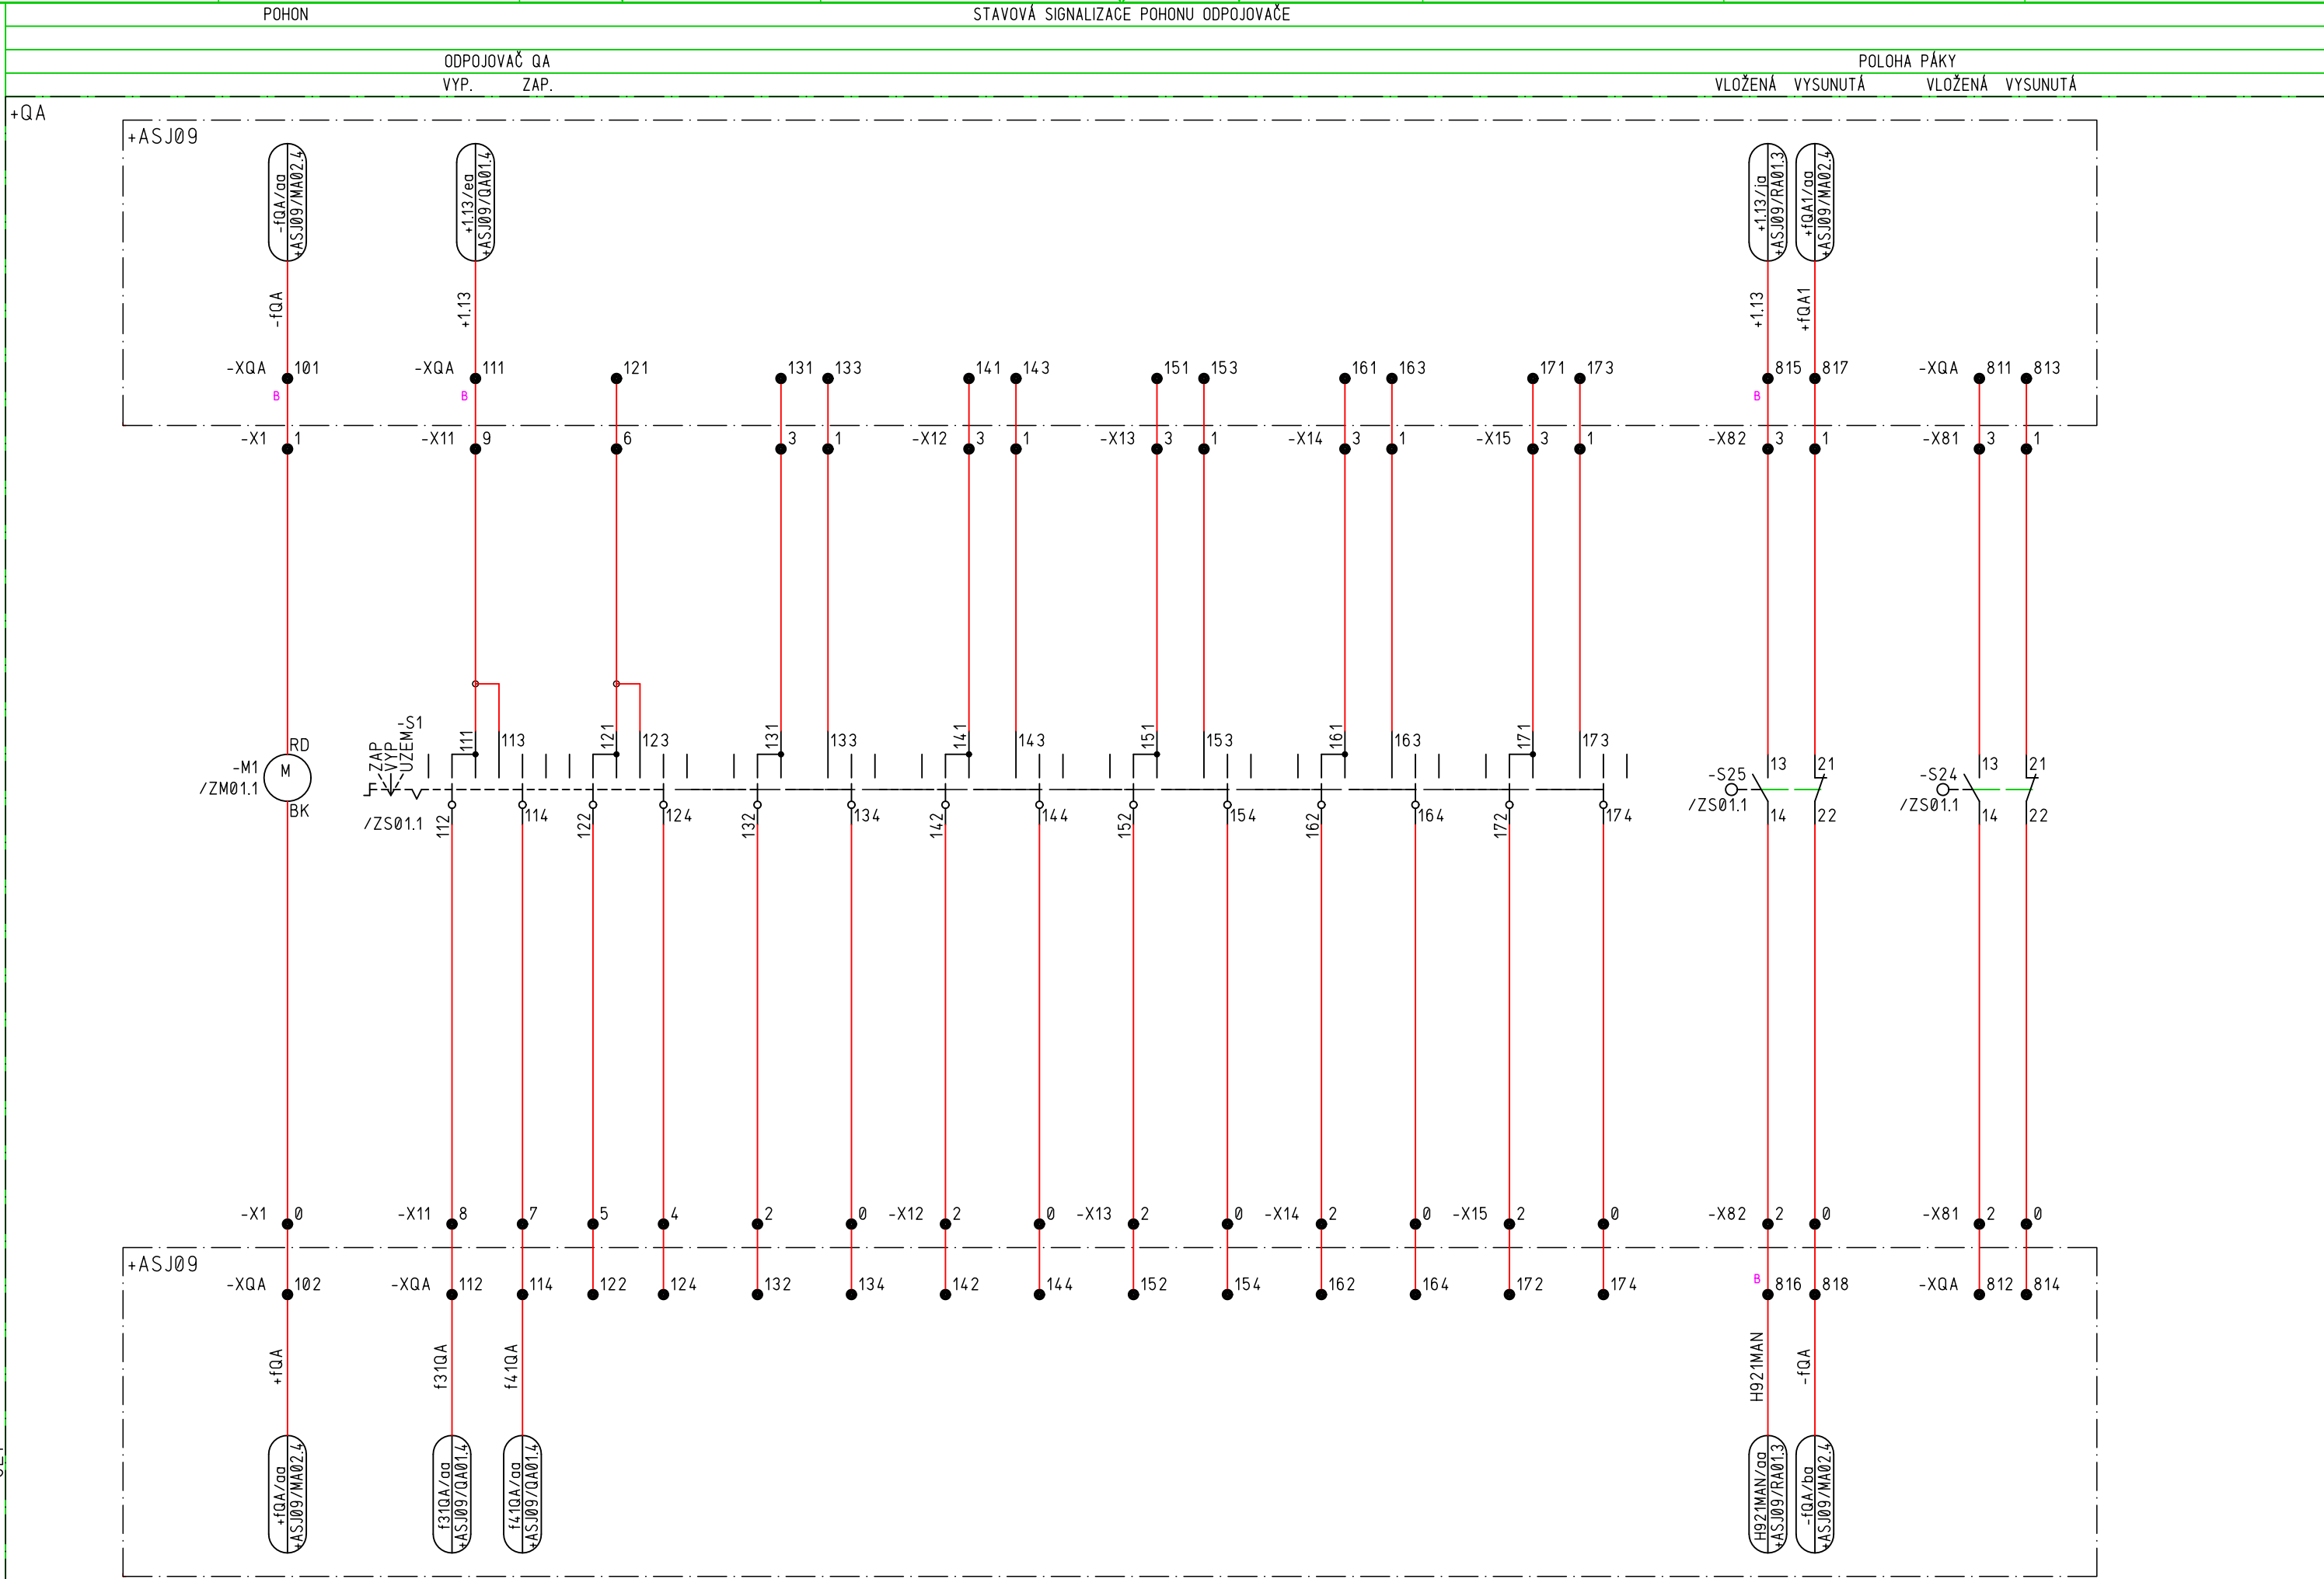 POHON STAVOVÁ SIGNALIZACE POHONU ODPOJOVAČE
ODPOJOVAČ QA POLOHA PÁKY
VYP. ZAP. VLOŽENÁ VYSUNUTÁ VLOŽENÁ VYSUNUTÁ
+QA
+ASJ09
-fQA/aa
+ASJ09/MA02.4
+1.13/ea
+ASJ09/QA01.4
+1.13/ja
+ASJ09/RA01.3
+fQA1/aa
+ASJ09/MA02.4
-fQA +1.13 +1.13 +fQA1
-XQA 101 -XQA 111 121 131 133 141 143 151 153 161 163 171 173 815 817 -XQA 811 813
B B B
-X1 1 -X11 9 6 3 1 -X12 3 1 -X13 3 1 -X14 3 1 -X15 3 1 -X82 3 1 -X81 3 1
-S1
ZAP
VYP
UZEM
RD 111 113 121 123 131 133 141 143 151 153 161 163 171 173
-M1 M
/ZM01.1
BK
-S25 13 21 -S24 13 21
/ZS01.1 14 22 /ZS01.1 14 22
/ZS01.1 112 114 122 124 132 134 142 144 152 154 162 164 172 174
-X1 0 -X11 8 7 5 4 2 0 -X12 2 0 -X13 2 0 -X14 2 0 -X15 2 0 -X82 2 0 -X81 2 0
+ASJ09
B
-XQA 102 -XQA 112 114 122 124 132 134 142 144 152 154 162 164 172 174 816 818 -XQA 812 814
+fQA f31QA f41QA H921MAN -fQA
+fQA/aa
+ASJ09/MA02.4
f31QA/aa
+ASJ09/QA01.4
f41QA/aa
+ASJ09/QA01.4
H921MAN/aa
+ASJ09/RA01.3
-fQA/ba
+ASJ09/MA02.4